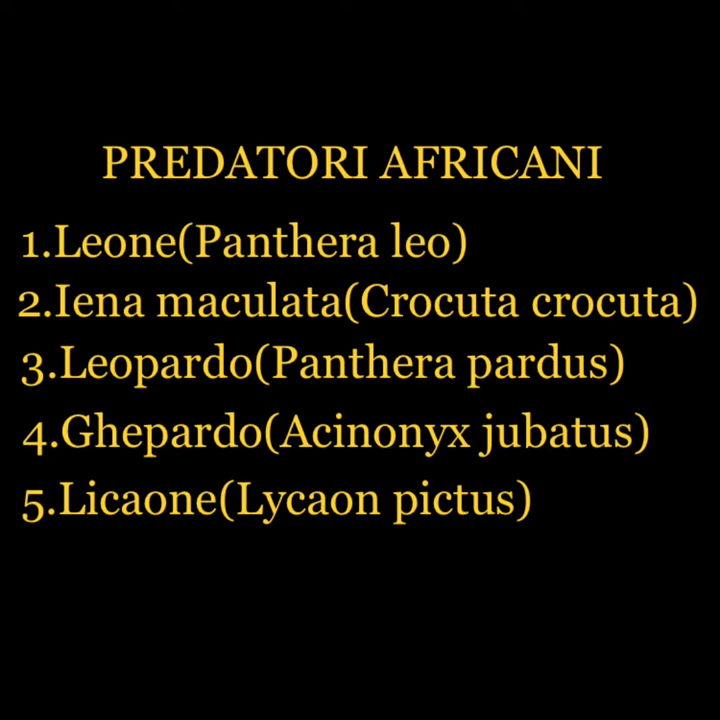 PREDATORI AFRICANI
1.Leone(Panthera leo)
2.Iena maculata(Crocuta crocuta)
3.Leopardo(Panthera pardus)
4.Ghepardo(Acinonyx jubatus)
5.Licaone(Lycaon pictus)